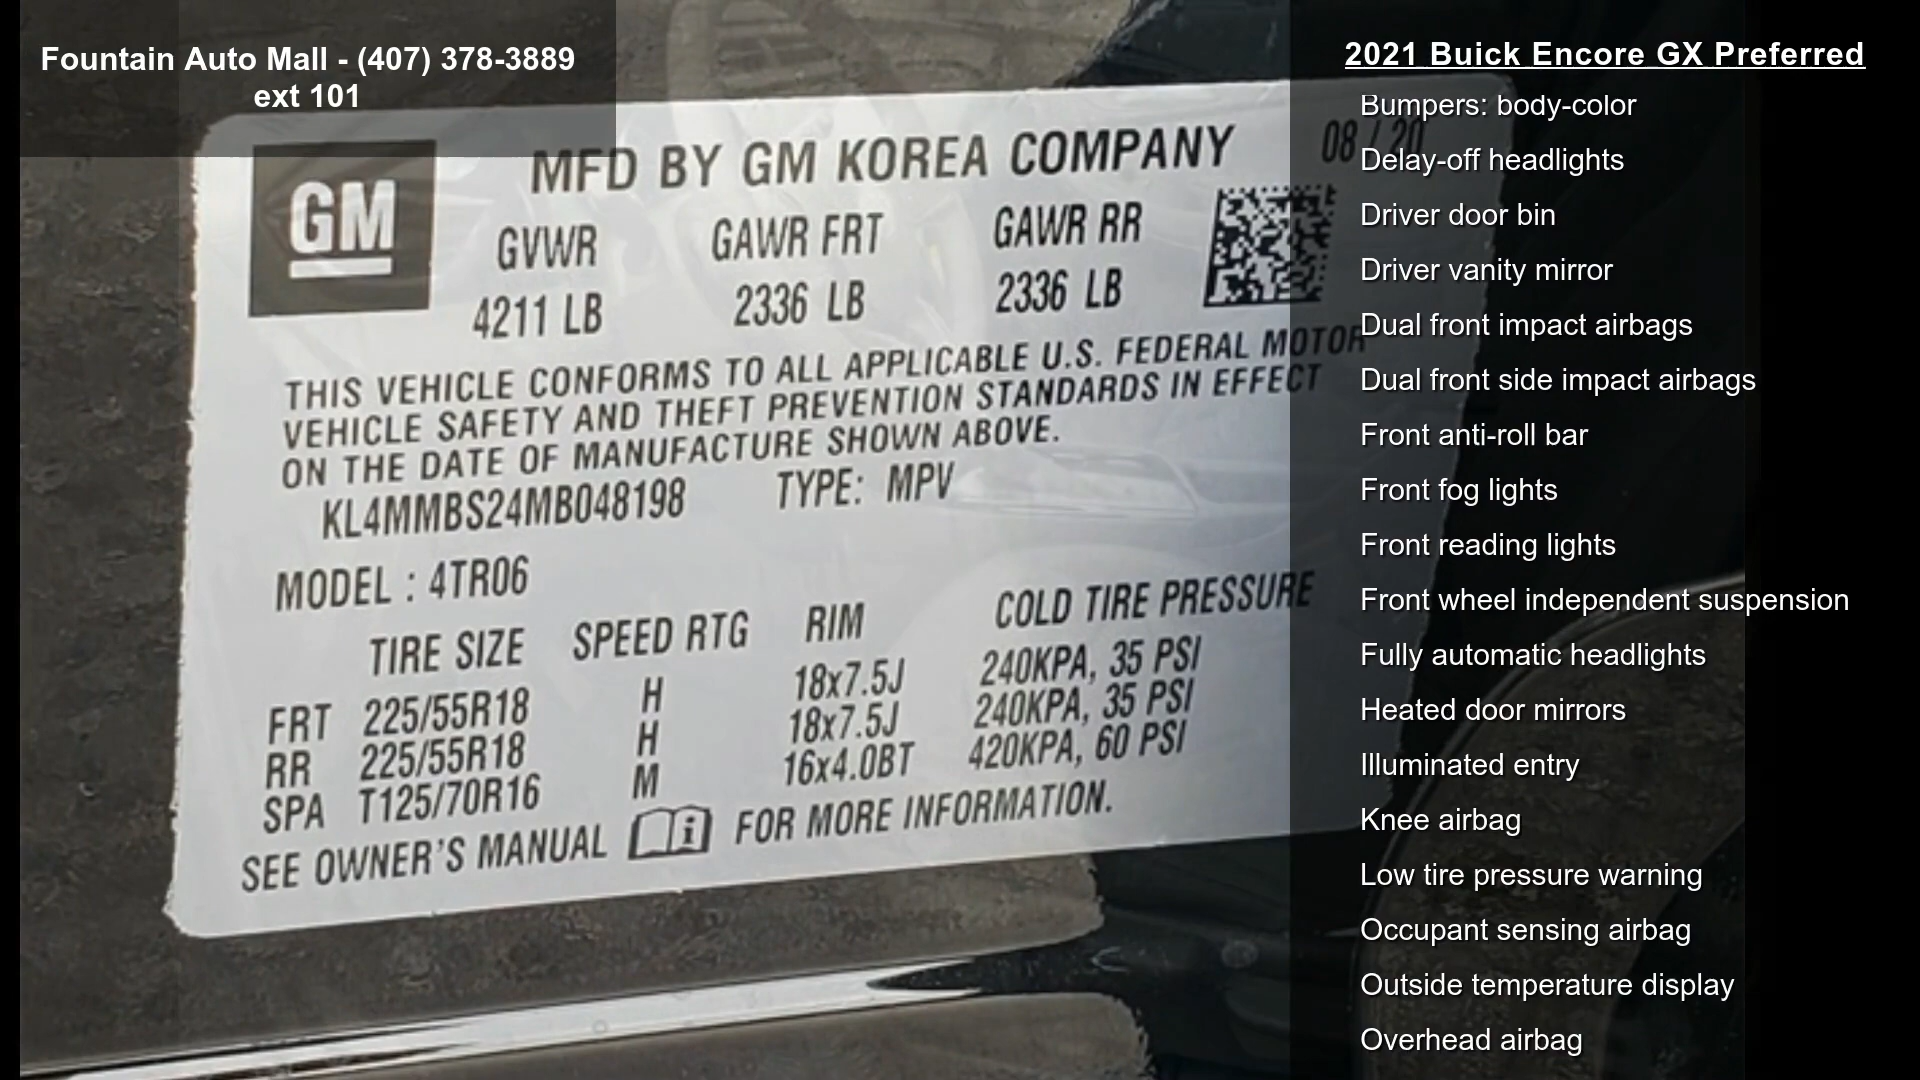 Fountain Auto Mall - (407) 378-3889
ext 101
2021 Buick Encore GX Preferred
Bumpers: body-color
Delay-off headlights
Driver door bin
Driver vanity mirror
Dual front impact airbags
Dual front side impact airbags
Front anti-roll bar
Front fog lights
Front reading lights
Front wheel independent suspension
Fully automatic headlights
Heated door mirrors
Illuminated entry
Knee airbag
Low tire pressure warning
Occupant sensing airbag
Outside temperature display
Overhead airbag
GM
MFD BY GM KOREA COMPANY 08 / 20
GVWR GAWR FRT GAWR RR
4211 LB 2336 LB 2336 LB
THIS VEHICLE CONFORMS TO ALL APPLICABLE U.S. FEDERAL MOTOR
VEHICLE SAFETY AND THEFT PREVENTION STANDARDS IN EFFECT
ON THE DATE OF MANUFACTURE SHOWN ABOVE.
KL4MMBS24MB048198 TYPE: MPV
MODEL : 4TR06
TIRE SIZE SPEED RTG RIM COLD TIRE PRESSURE
FRT 225/55R18 H 18x7.5J 240KPA, 35 PSI
RR 225/55R18 H 18x7.5J 240KPA, 35 PSI
SPA T125/70R16 M 16x4.0BT 420KPA, 60 PSI
SEE OWNER'S MANUAL i FOR MORE INFORMATION.